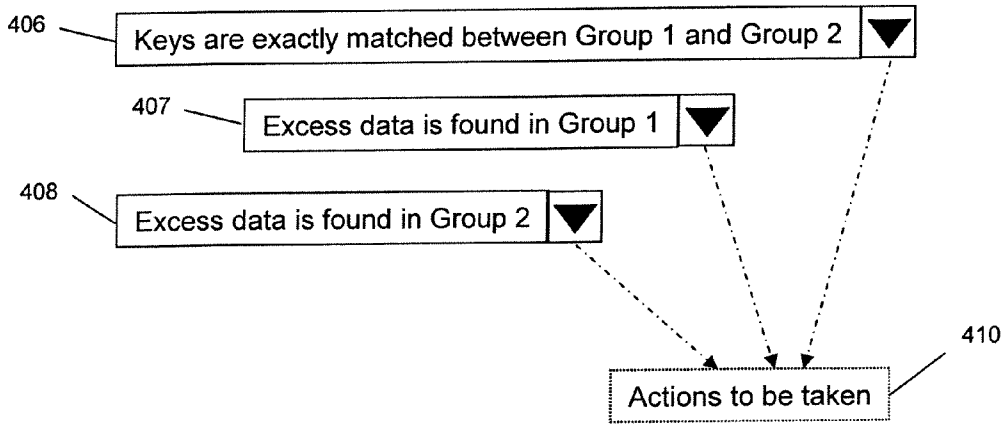 406
Keys are exactly matched between Group 1 and Group 2
407
Excess data is found in Group 1
408
Excess data is found in Group 2
410
Actions to be taken